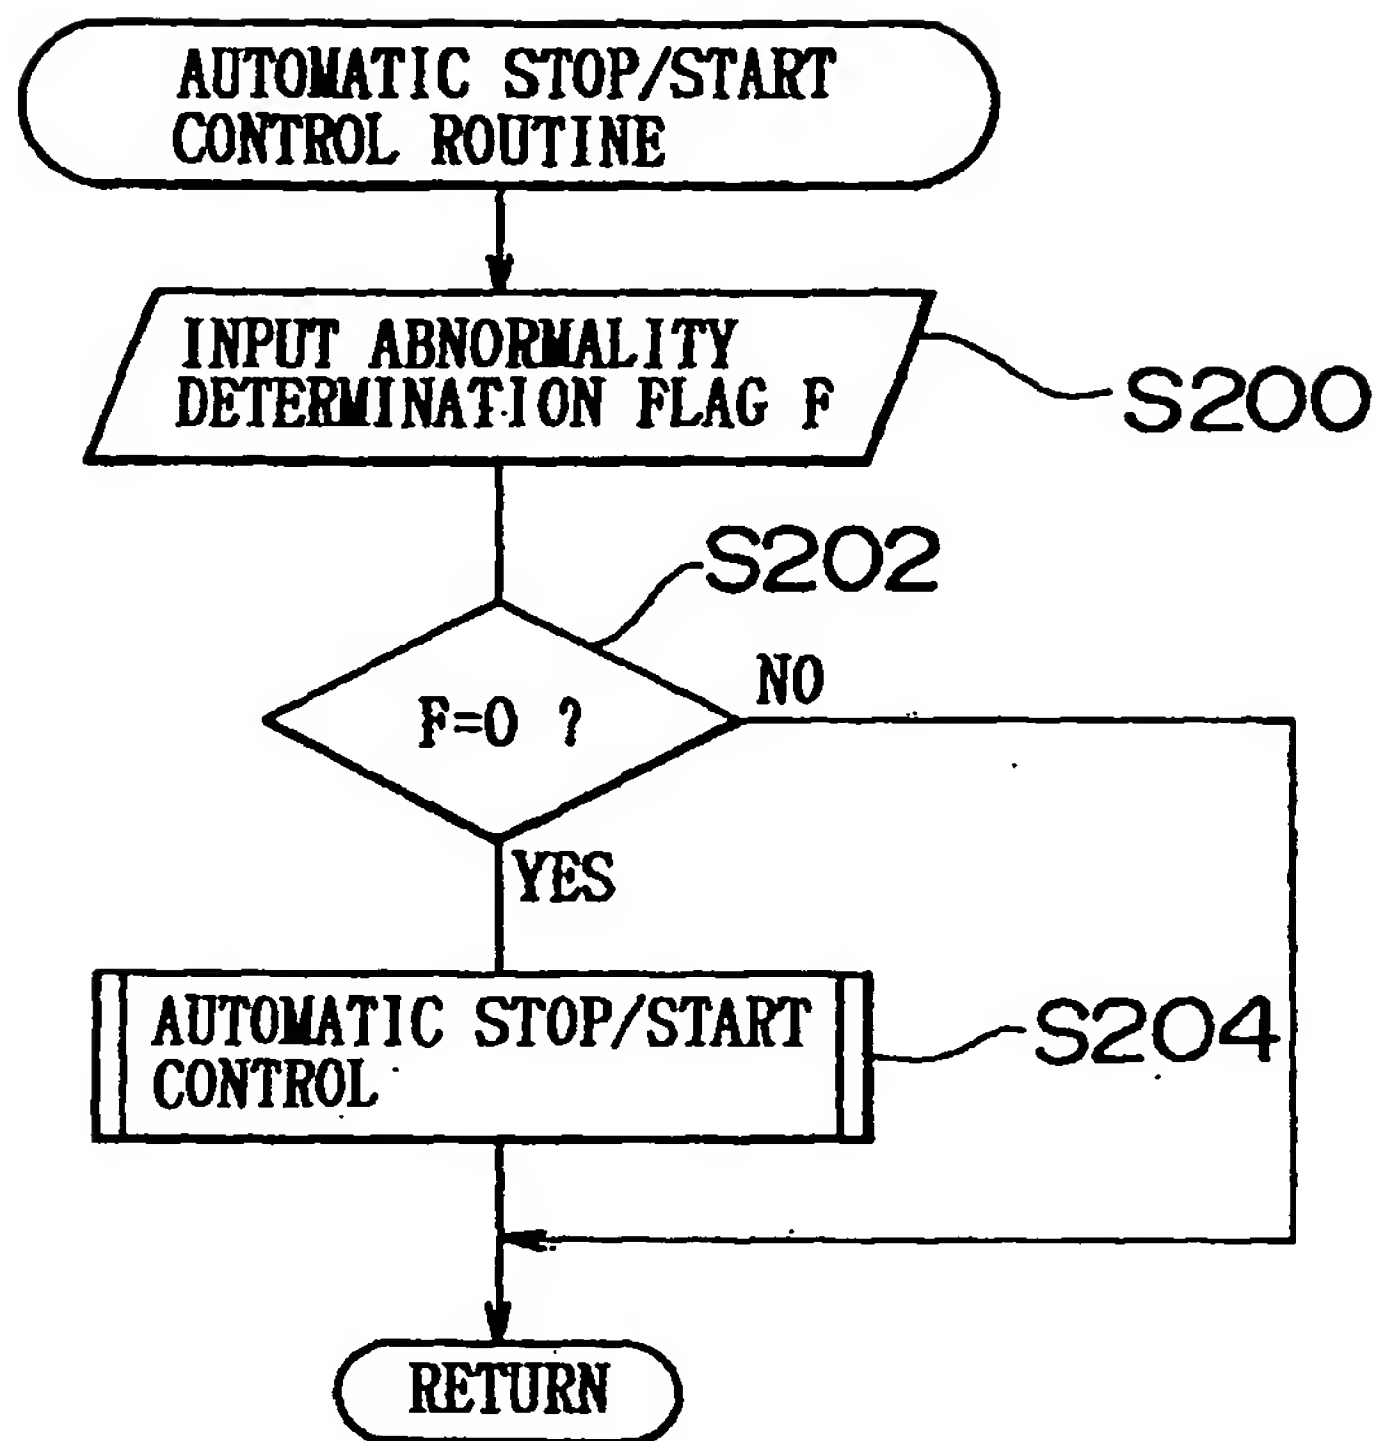 AUTOMATIC STOP/START
CONTROL ROUTINE
INPUT ABNORMALITY
DETERMINATION FLAG F
S200
S202
NO
F=0 ?
YES
AUTOMATIC STOP/START
CONTROL
S204
RETURN